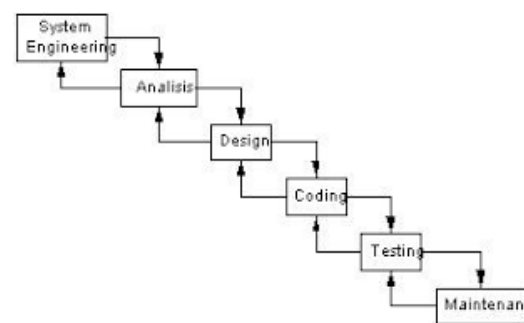 System
Engineering
Analisis
Design
Coding
Testing
Maintenan